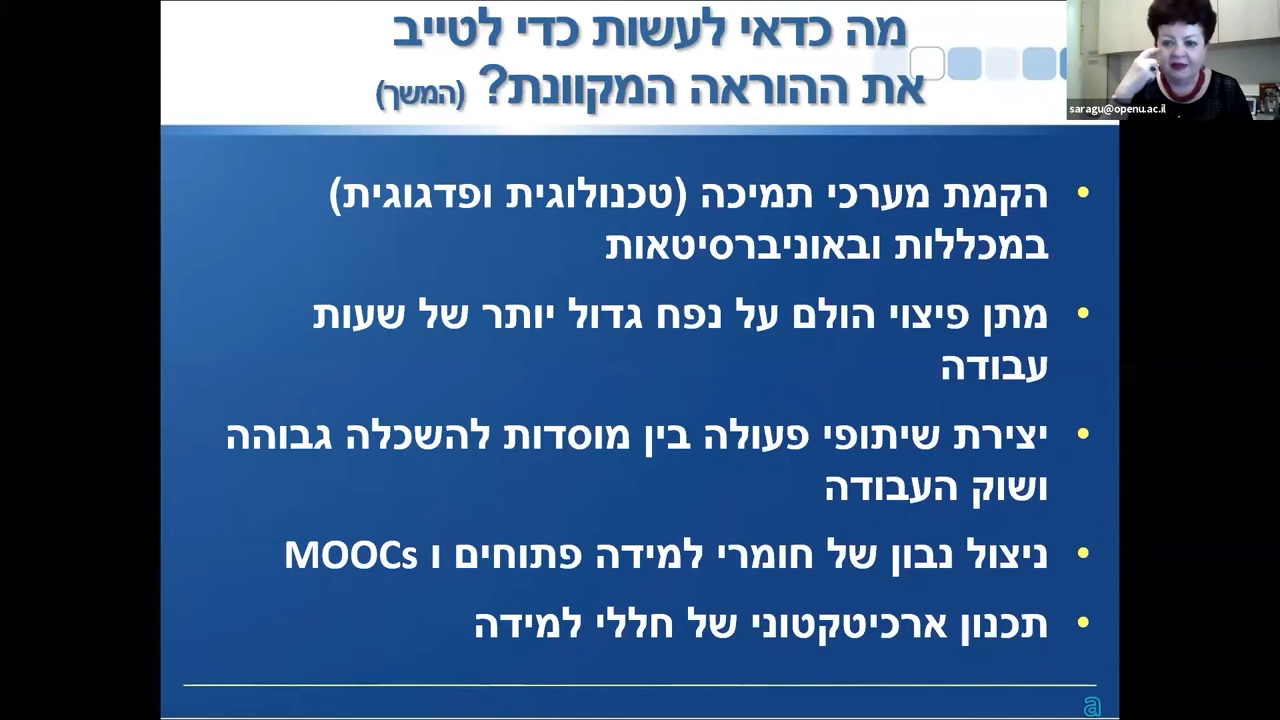 מה כדאי לעשות כדי לטייב
את ההוראה המקוונת? (המשך)
saragu@openu.ac.il
• הקמת מערכי תמיכה (טכנולוגית ופדגוגית)
במכללות ובאוניברסיטאות
• מתן פיצוי הולם על נפח גדול יותר של שעות
עבודה
• יצירת שיתופי פעולה בין מוסדות להשכלה גבוהה
ושוק העבודה
• ניצול נבון של חומרי למידה פתוחים ו MOOCs
• תכנון ארכיטקטוני של חללי למידה
a